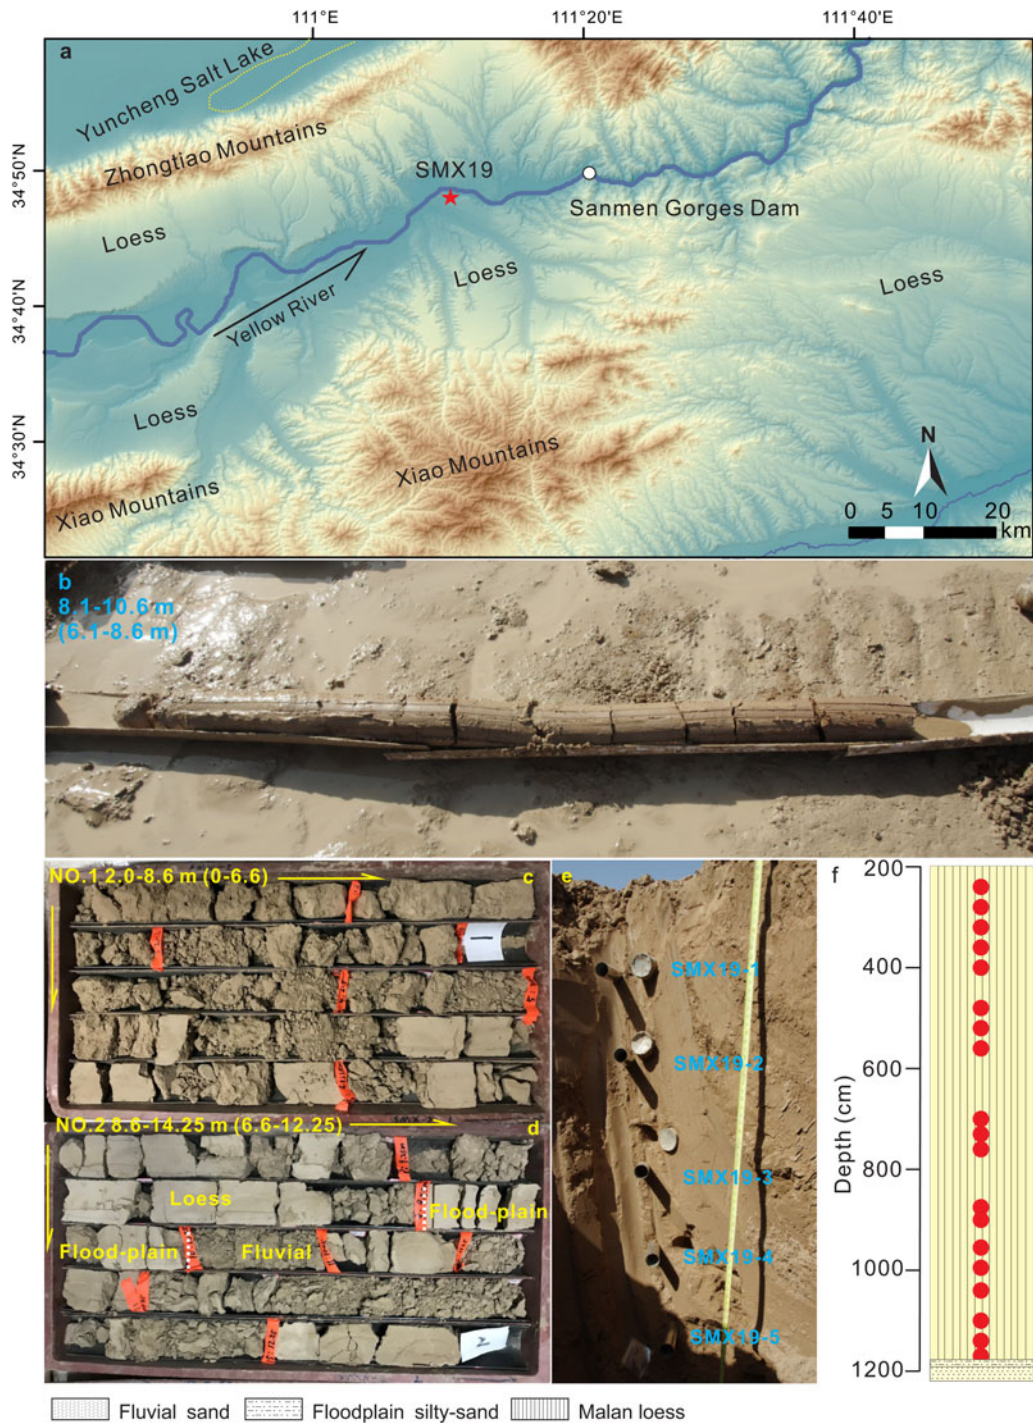 111°E
111°20'E
111°40'E
a
Yuncheng Salt Lake
Zhongtiao Mountains
34°50'N
SMX19
Sanmen Gorges Dam
Loess
Loess
Loess
34°40'N
Yellow River
Loess
34°30'N
Xiao Mountains
Xiao Mountains
N
0 5 10 20
km
b
8.1-10.6 m
(6.1-8.6 m)
NO.1 2.0-8.6 m (0-6.6)
c
1
NO.2 8.6-14.25 m (6.6-12.25)
d
Loess
Flood-plain
Flood-plain
Fluvial
2
e
SMX19-1
SMX19-2
SMX19-3
SMX19-4
SMX19-5
f
200
400
600
800
1000
1200
Depth (cm)
Fluvial sand
Floodplain silty-sand
Malan loess